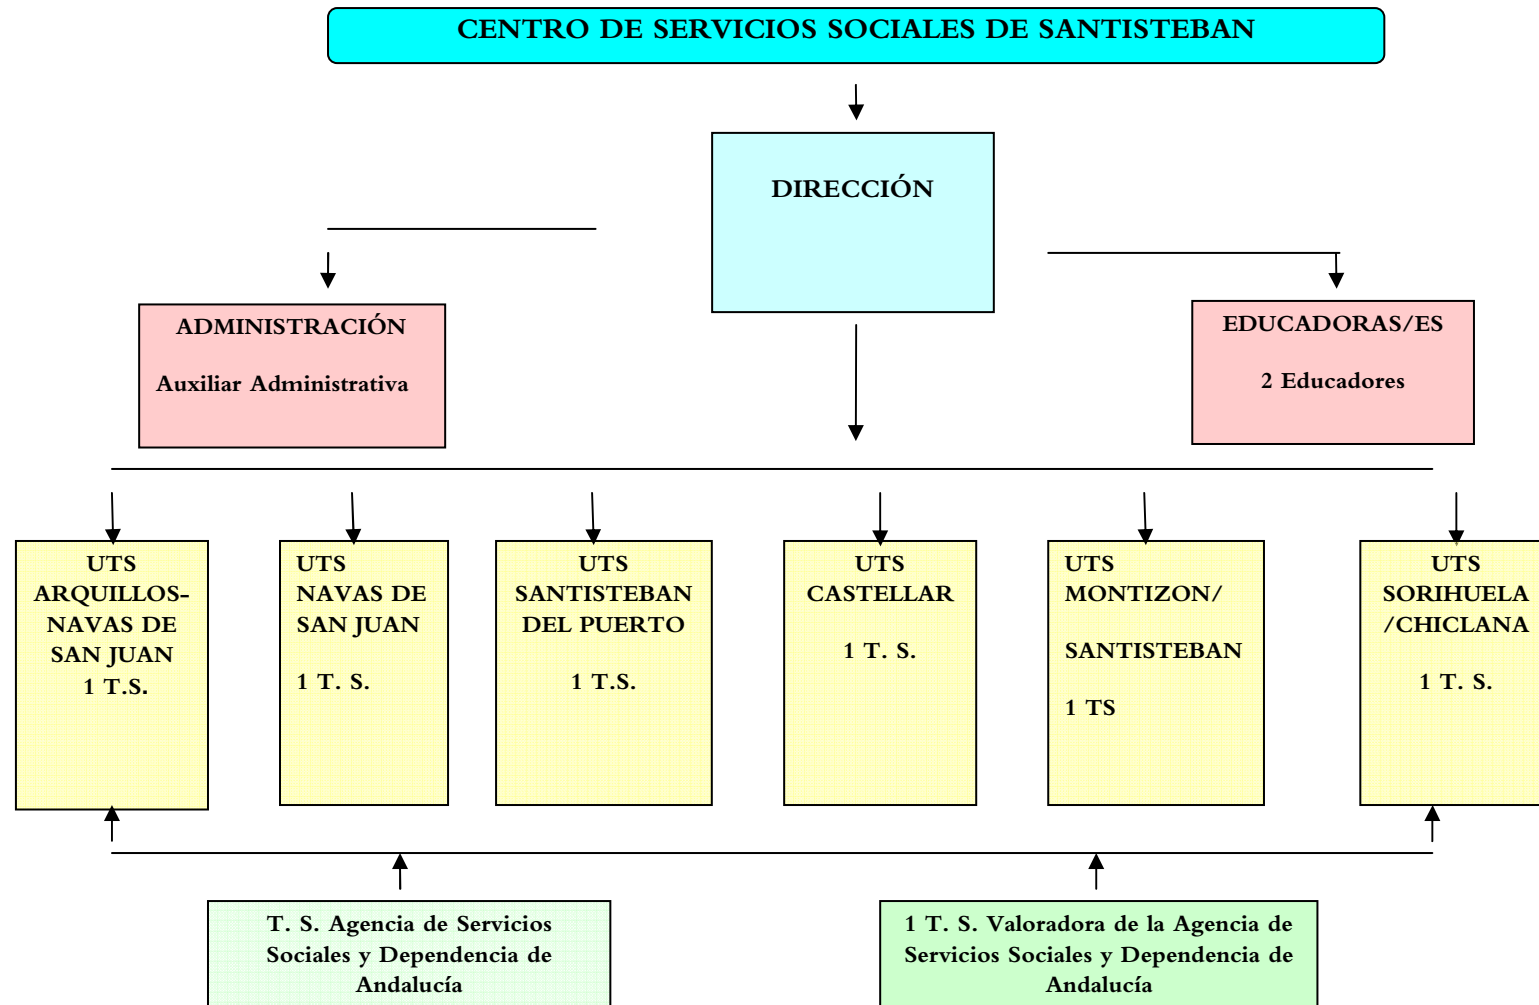 CENTRO DE SERVICIOS SOCIALES DE SANTISTEBAN
DIRECCIÓN
ADMINISTRACIÓN
Auxiliar Administrativa
EDUCADORAS/ES
2 Educadores
UTS
ARQUILLOS-
NAVAS DE
SAN JUAN
1 T.S.
UTS
NAVAS DE
SAN JUAN
1 T. S.
UTS
SANTISTEBAN
DEL PUERTO
1 T.S.
UTS
CASTELLAR
1 T. S.
UTS
MONTIZON/
SANTISTEBAN
1 TS
UTS
SORIHUELA
/CHICLANA
1 T. S.
T. S. Agencia de Servicios
Sociales y Dependencia de
Andalucía
1 T. S. Valoradora de la Agencia de
Servicios Sociales y Dependencia de
Andalucía